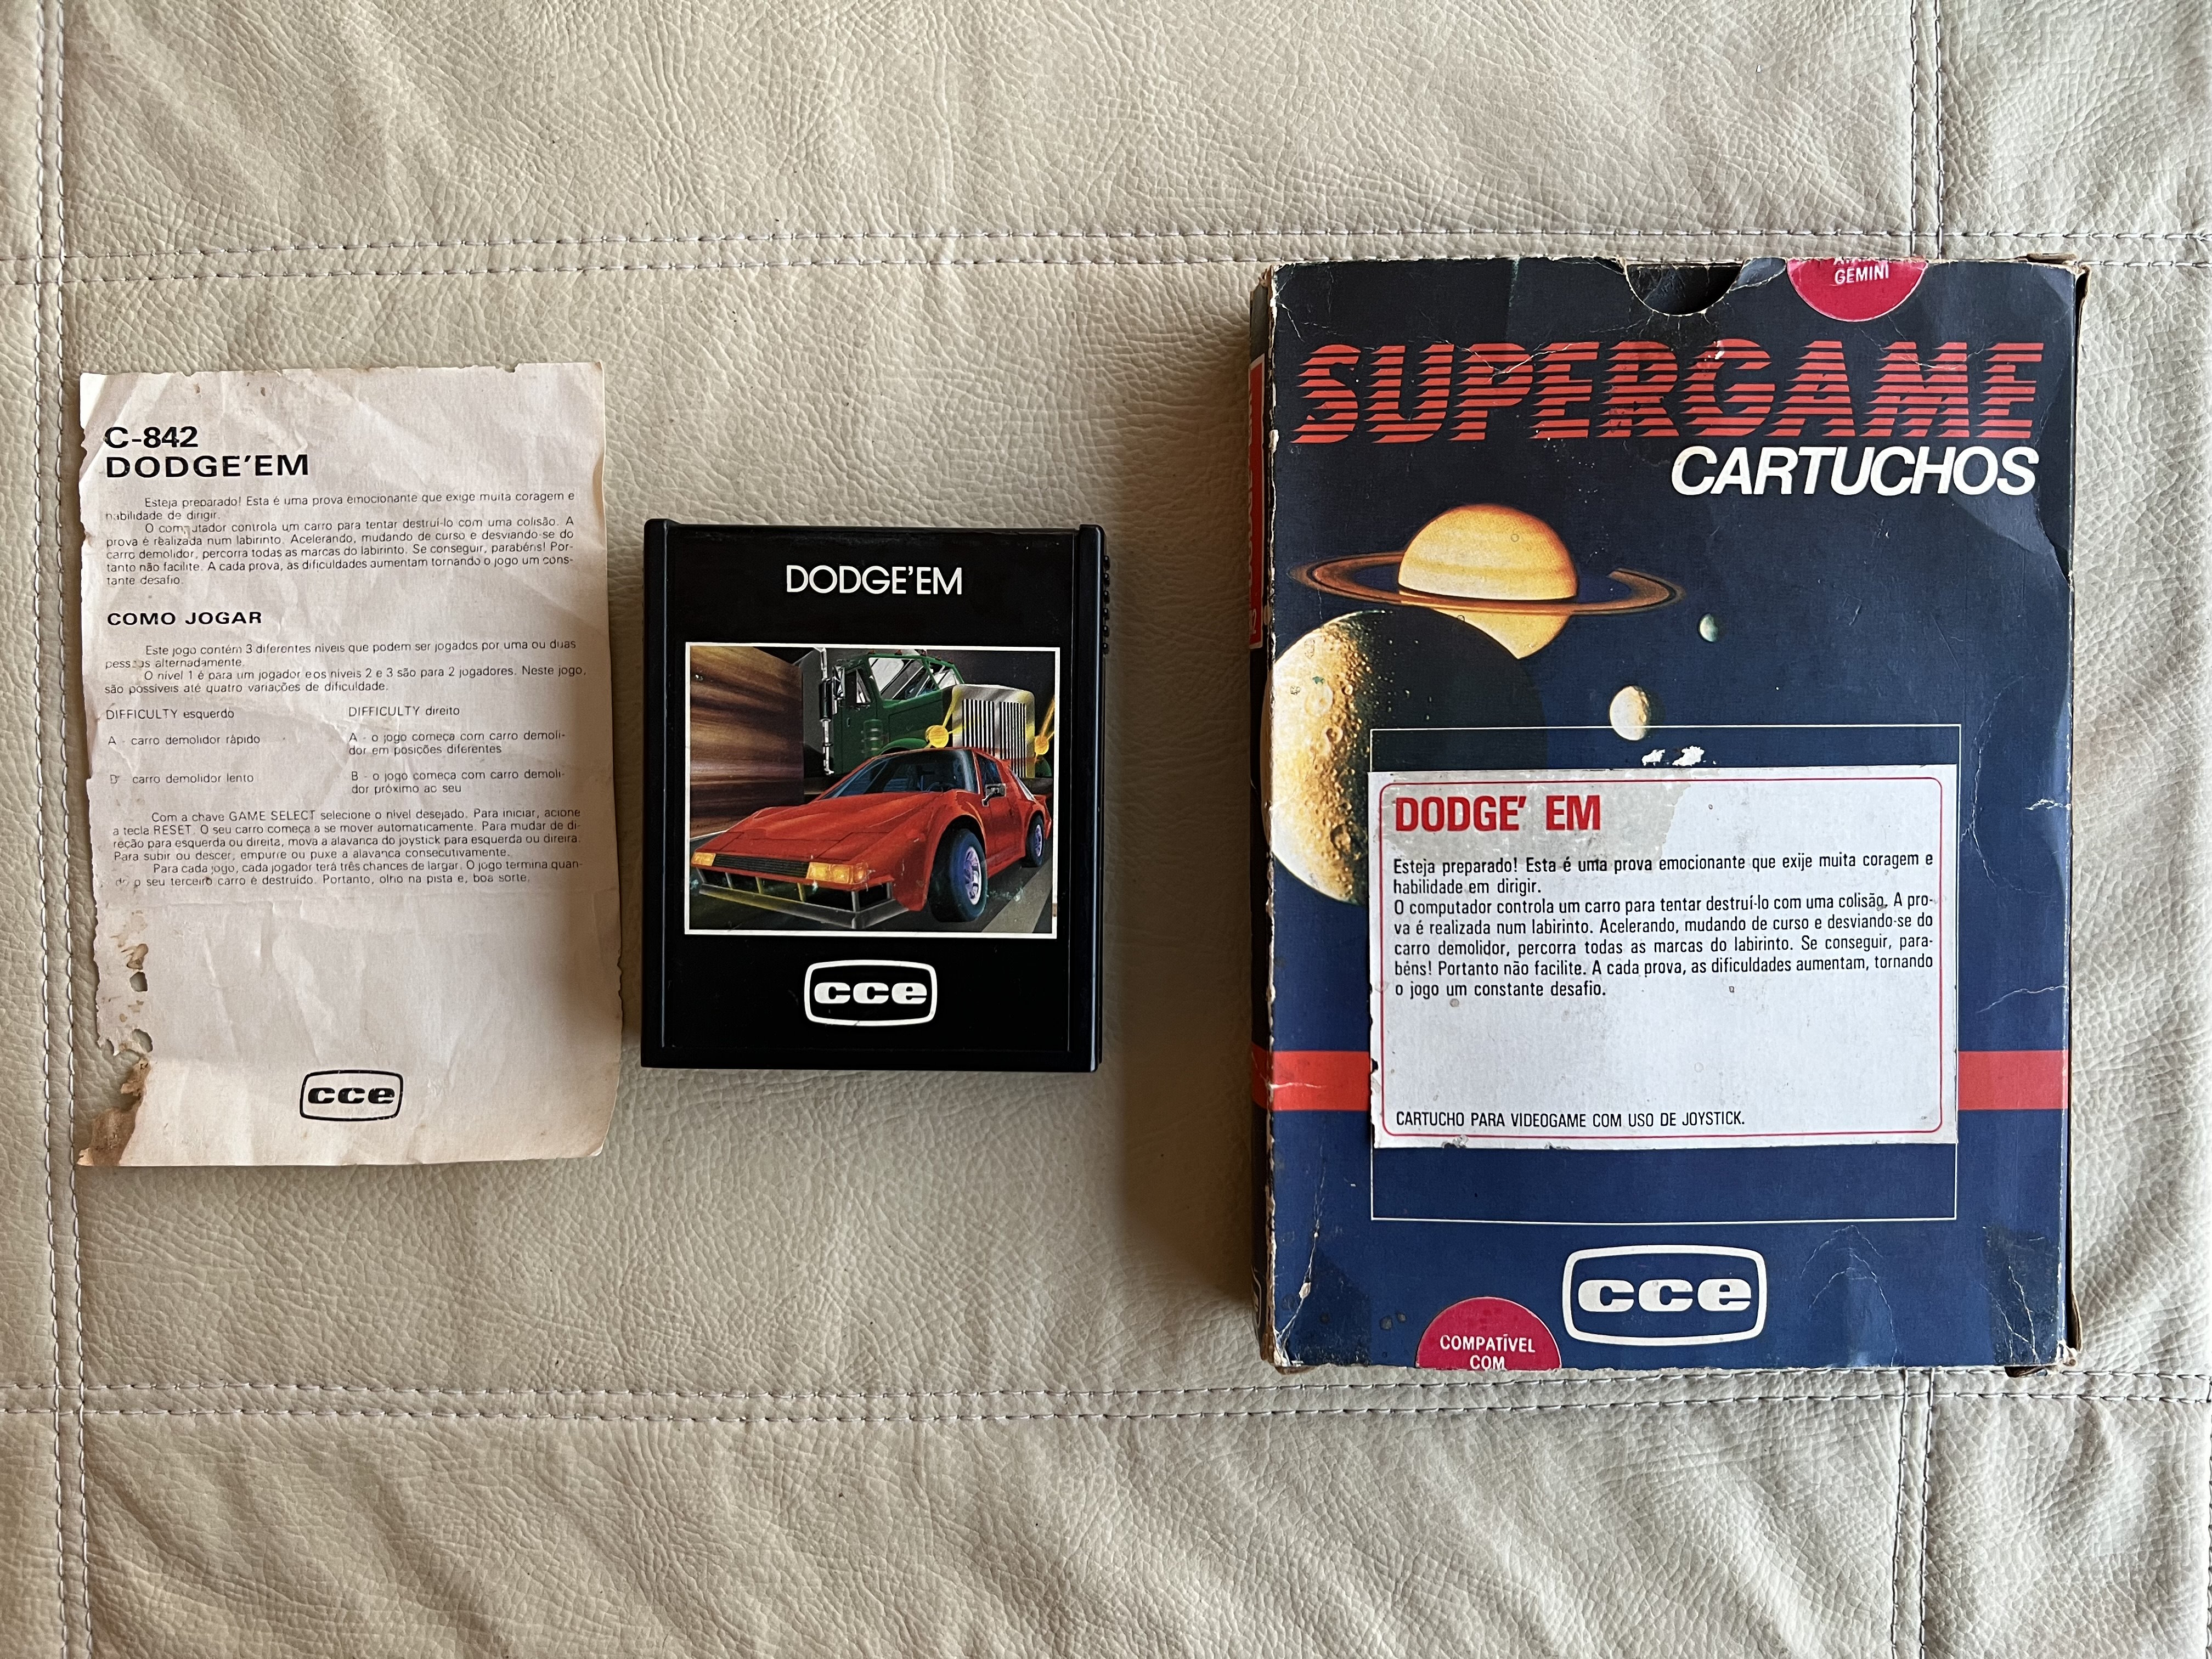 C-842
DODGE'EM
Esteja preparado! Esta é uma prova emocionante que exige muita coragem e
habilidade de dirigir.
O computador controla um carro para tentar destruí-lo com uma colisão. A
prova é realizada num labirinto. Acelerando, mudando de curso e desviando-se do
carro demolidor, percorra todas as marcas do labirinto. Se conseguir, parabéns! Por-
tanto não facilite. A cada prova, as dificuldades aumentam tornando o jogo um cons-
tante desafio.
COMO JOGAR
Este jogo contém 3 diferentes níveis que podem ser jogados por uma ou duas
pessoas alternadamente.
O nível 1 é para um jogador e os níveis 2 e 3 são para 2 jogadores. Neste jogo,
são possíveis até quatro variações de dificuldade.
DIFFICULTY esquerdo
A - carro demolidor rápido
B carro demolidor lento
DIFFICULTY direito
A - o jogo começa com carro demoli-
dor em posições diferentes
B - o jogo começa com carro demoli-
dor próximo ao seu
Com a chave GAME SELECT selecione o nível desejado. Para iniciar, acione
a tecla RESET. O seu carro começa a se mover automaticamente. Para mudar de di-
reção para esquerda ou direita, mova a alavanca do joystick para esquerda ou direira.
Para subir ou descer, empurre ou puxe a alavanca consecutivamente.
Para cada jogo, cada jogador terá três chances de largar. O jogo termina quan-
do o seu terceiro carro é destruído. Portanto, olho na pista e, boa sorte.
cce
DODGE'EM
cce
GEMINI
SUPERGAME
CARTUCHOS
DODGE' EM
Esteja preparado! Esta é uma prova emocionante que exije muita coragem e
habilidade em dirigir.
O computador controla um carro para tentar destruí-lo com uma colisão. A pro-
va é realizada num labirinto. Acelerando, mudando de curso e desviando-se do
carro demolidor, percorra todas as marcas do labirinto. Se conseguir, para-
béns! Portanto não facilite. A cada prova, as dificuldades aumentam, tornando
o jogo um constante desafio.
CARTUCHO PARA VIDEOGAME COM USO DE JOYSTICK.
cce
COMPATÍVEL
COM